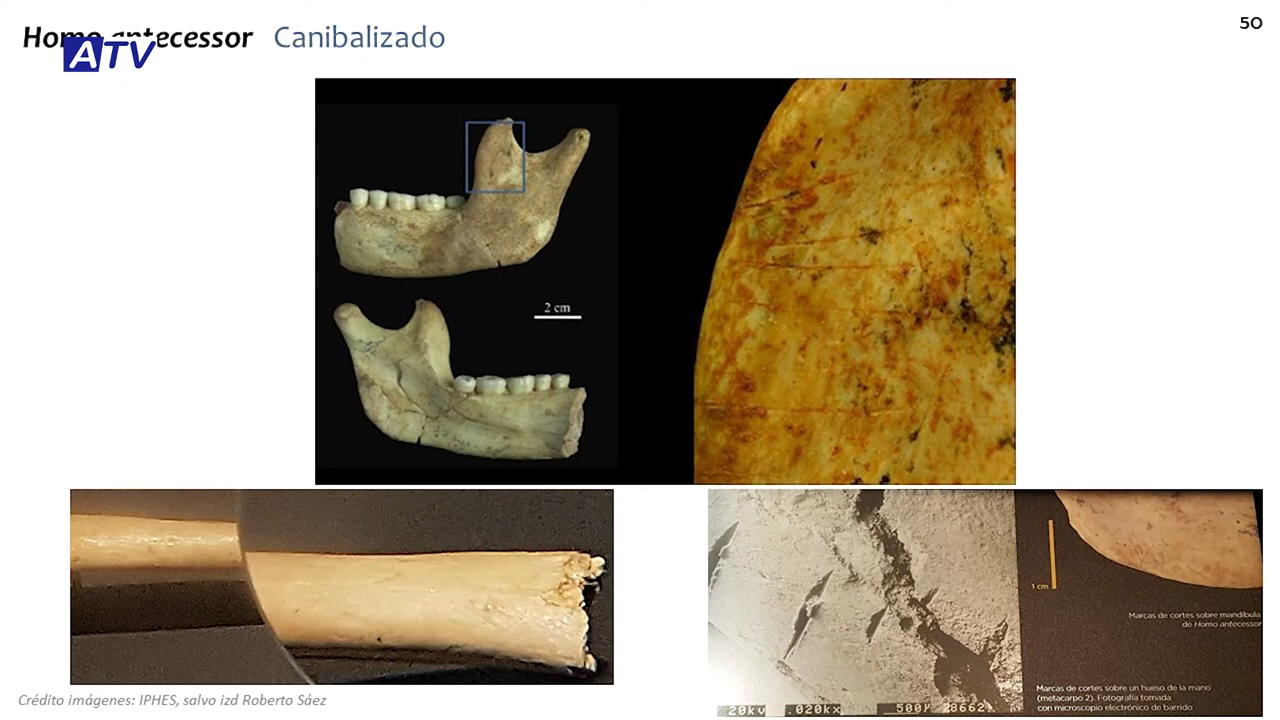 Homo antecessor Canibalizado
50
ATV
2 cm
1 cm
Marcas de cortes sobre mandíbula
de Homo antecessor
Marcas de cortes sobre un hueso de la mano
(metacarpo 2). Fotografía tomada
con microscopio electrónico de barrido
20kv .020kx 500µ 8662
Crédito imágenes: IPHES, salvo izd Roberto Sáez